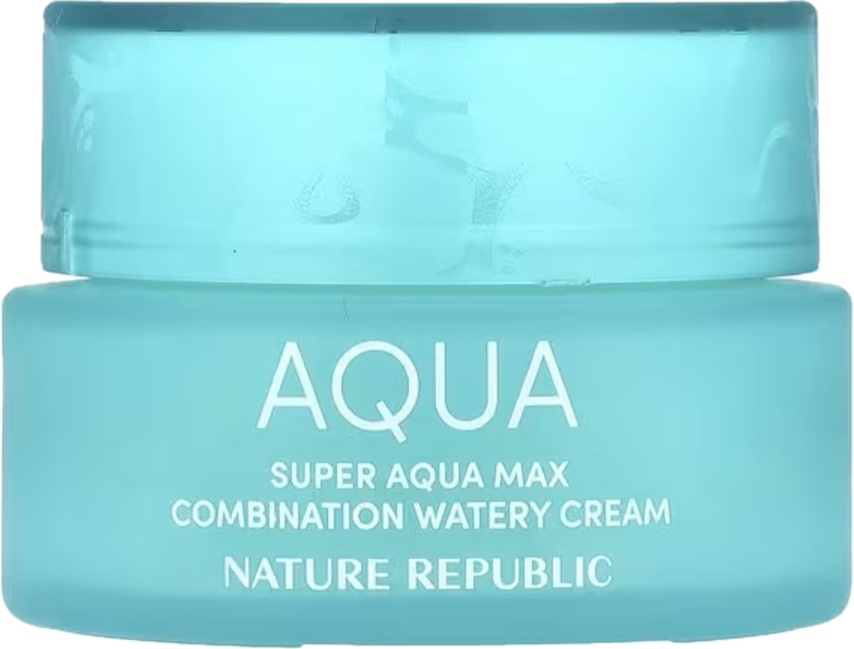 AQUA
SUPER AQUA MAX
COMBINATION WATERY CREAM
NATURE REPUBLIC